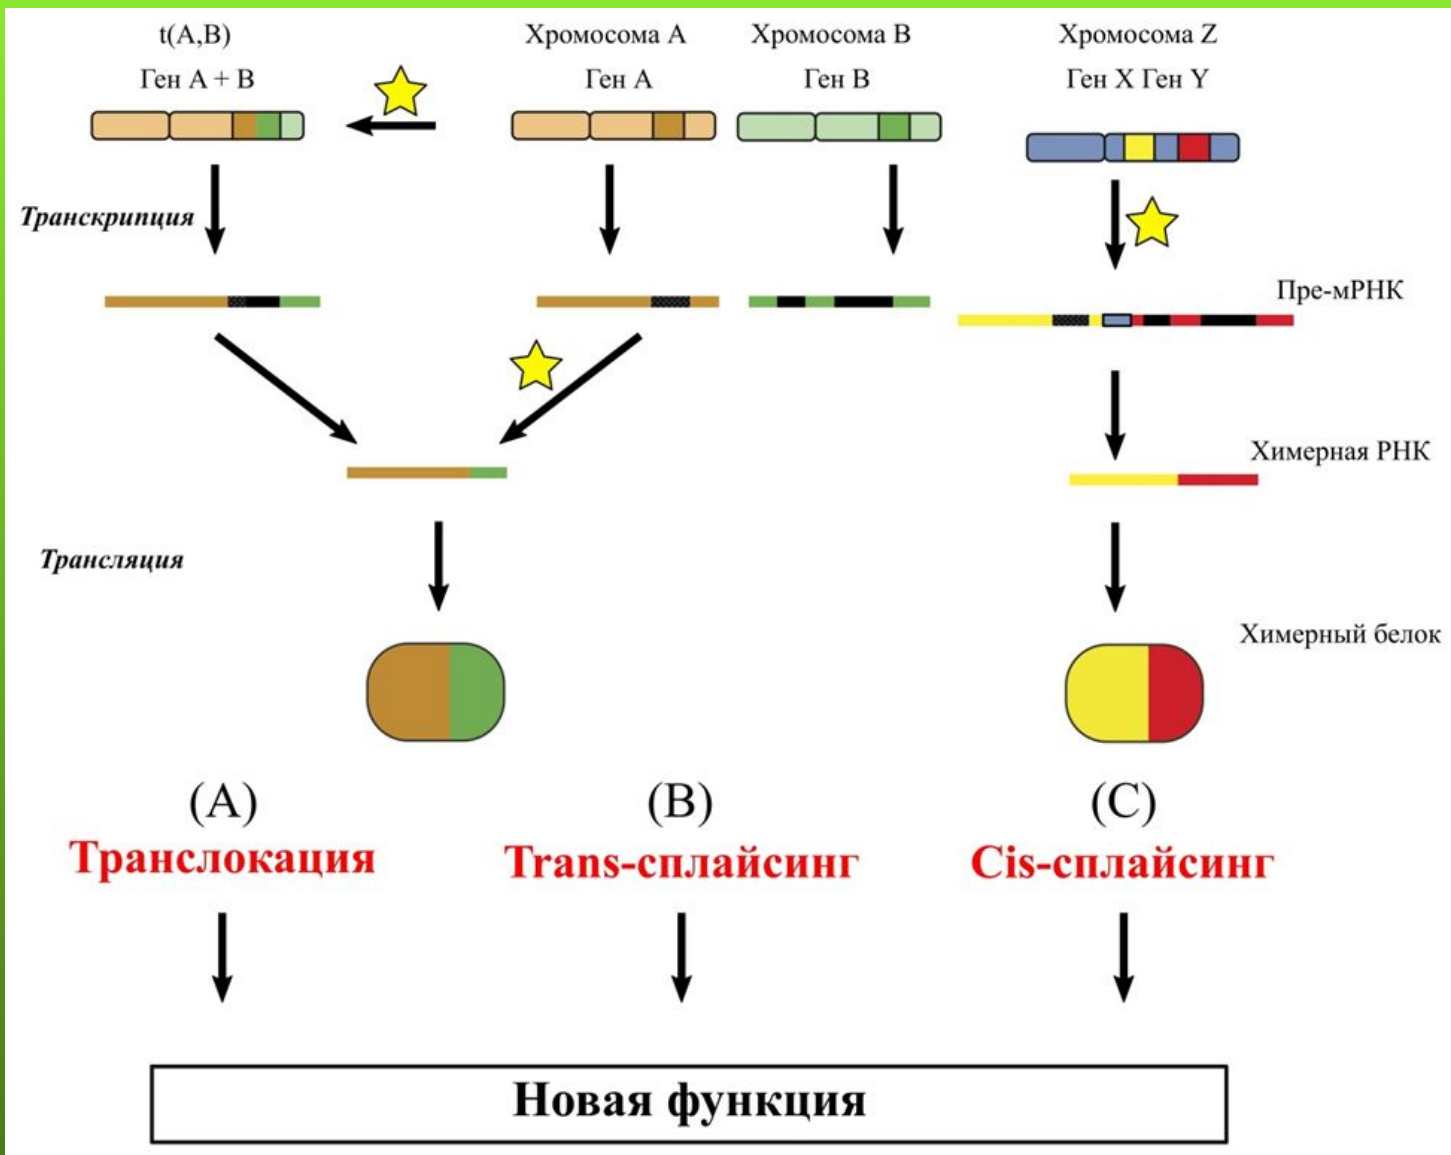 t(A,B)
Ген A + B
Хромосома A
Ген A
Хромосома B
Ген B
Хромосома Z
Ген X Ген Y
Транскрипция
Пре-мРНК
Химерная РНК
Трансляция
Химерный белок
(A)
Транслокация
(B)
Trans-сплайсинг
(C)
Cis-сплайсинг
Новая функция